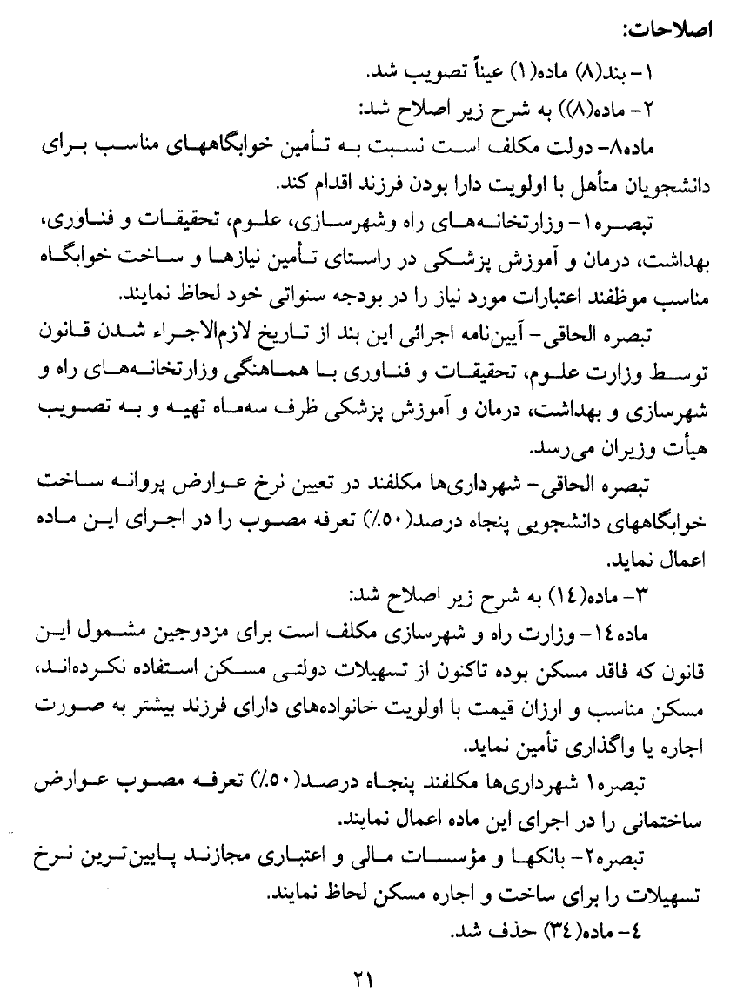 اصلاحات:
۱- بند(۸) ماده(۱) عیناً تصویب شد.
۲- ماده(۸)) به شرح زیر اصلاح شد:
ماده۸- دولت مکلف است نسبت به تأمین خوابگاههای مناسب برای
دانشجویان متأهل با اولویت دارا بودن فرزند اقدام کند.
تبصره۱- وزارتخانه‌های راه وشهرسازی، علوم، تحقیقات و فناوری،
بهداشت، درمان و آموزش پزشکی در راستای تأمین نیازها و ساخت خوابگاه
مناسب موظفند اعتبارات مورد نیاز را در بودجه سنواتی خود لحاظ نمایند.
تبصره الحاقی- آیین‌نامه اجرائی این بند از تاریخ لازم‌الاجراء شدن قانون
توسط وزارت علوم، تحقیقات و فناوری با هماهنگی وزارتخانه‌های راه و
شهرسازی و بهداشت، درمان و آموزش پزشکی ظرف سه‌ماه تهیه و به تصویب
هیأت وزیران می‌رسد.
تبصره الحاقی- شهرداری‌ها مکلفند در تعیین نرخ عوارض پروانه ساخت
خوابگاههای دانشجویی پنجاه درصد(۵۰٪) تعرفه مصوب را در اجرای این ماده
اعمال نماید.
۳- ماده(۱٤) به شرح زیر اصلاح شد:
ماده۱٤- وزارت راه و شهرسازی مکلف است برای مزدوجین مشمول این
قانون که فاقد مسکن بوده تاکنون از تسهیلات دولتی مسکن استفاده نکرده‌اند،
مسکن مناسب و ارزان قیمت با اولویت خانواده‌های دارای فرزند بیشتر به صورت
اجاره یا واگذاری تأمین نماید.
تبصره۱ شهرداری‌ها مکلفند پنجاه درصد(۵۰٪) تعرفه مصوب عوارض
ساختمانی را در اجرای این ماده اعمال نمایند.
تبصره۲- بانکها و مؤسسات مالی و اعتباری مجازند پایین‌ترین نرخ
تسهیلات را برای ساخت و اجاره مسکن لحاظ نمایند.
٤- ماده(۳٤) حذف شد.
۲۱